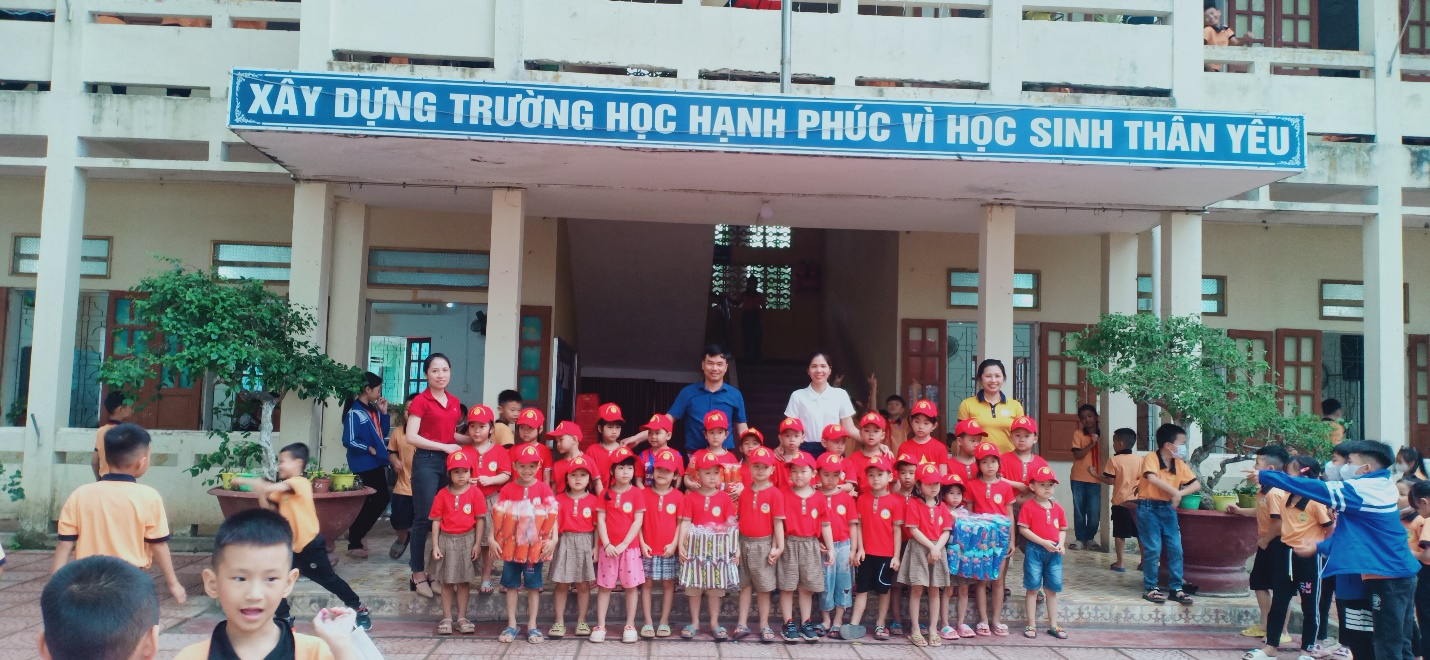 XÂY DỰNG TRƯỜNG HỌC HẠNH PHÚC VÌ HỌC SINH THÂN YÊU